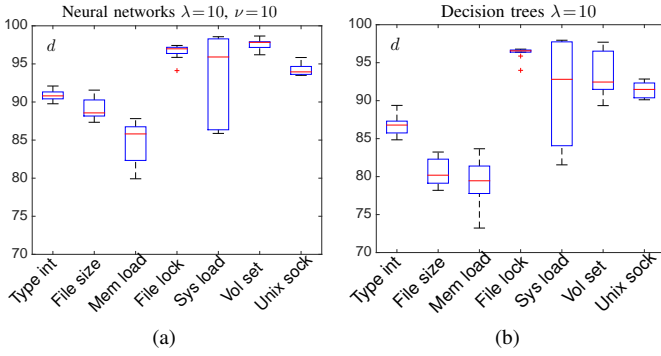 Neural networks λ=10, ν=10
d
100
95
90
85
80
75
70
Type int
File size
Mem load
File lock
Sys load
Vol set
Unix sock
(a)
Decision trees λ=10
d
100
95
90
85
80
75
70
Type int
File size
Mem load
File lock
Sys load
Vol set
Unix sock
(b)